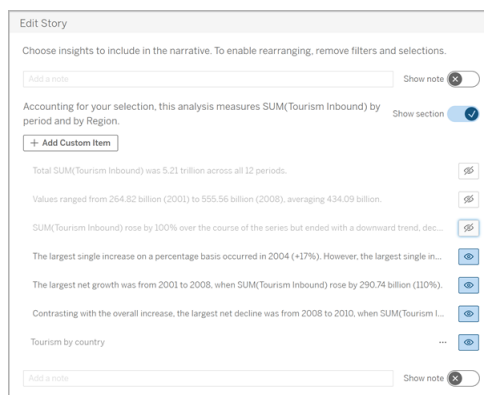 Edit Story
Choose insights to include in the narrative. To enable rearranging, remove filters and selections.
Add a note
Show note
Accounting for your selection, this analysis measures SUM(Tourism Inbound) by
period and by Region.
Show section
+ Add Custom Item
Total SUM(Tourism Inbound) was 5.21 trillion across all 12 periods.
Values ranged from 264.82 billion (2001) to 555.56 billion (2008), averaging 434.09 billion.
SUM(Tourism Inbound) rose by 100% over the course of the series but ended with a downward trend, dec...
The largest single increase on a percentage basis occurred in 2004 (+17%). However, the largest single in...
The largest net growth was from 2001 to 2008, when SUM(Tourism Inbound) rose by 290.74 billion (110%).
Contrasting with the overall increase, the largest net decline was from 2008 to 2010, when SUM(Tourism I...
Tourism by country
...
Add a note
Show note